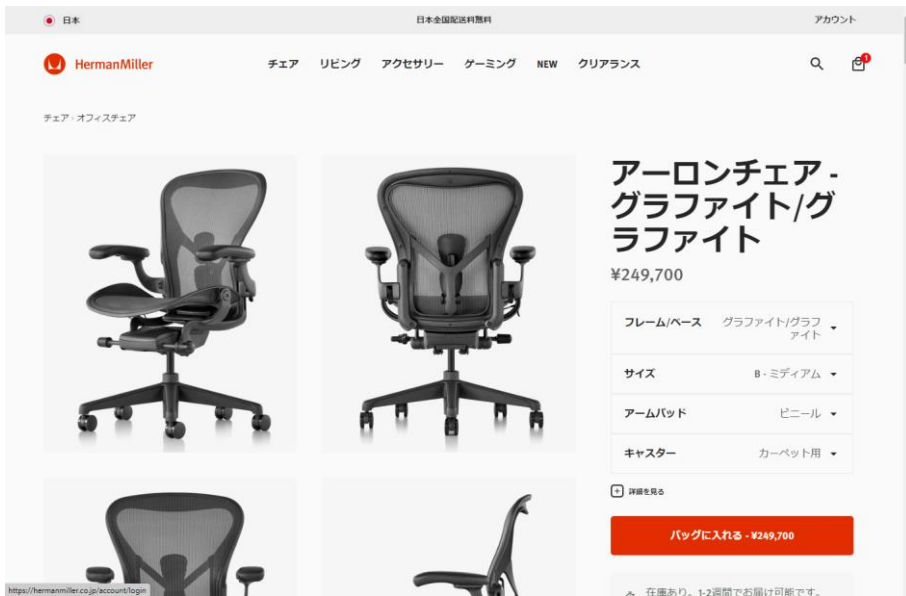 日本
日本全国配送料無料
アカウント
HermanMiller
チェア リビング アクセサリー ゲーミング NEW クリアランス
1
チェア · オフィスチェア
アーロンチェア -
グラファイト/グ
ラファイト
¥249,700
フレーム/ベース グラファイト/グラフ
ァイト
サイズ B - ミディアム
アームパッド ビニール
キャスター カーペット用
詳細を見る
バッグに入れる - ¥249,700
在庫あり。1-2週間でお届け可能です。
https://hermanmiller.co.jp/account/login